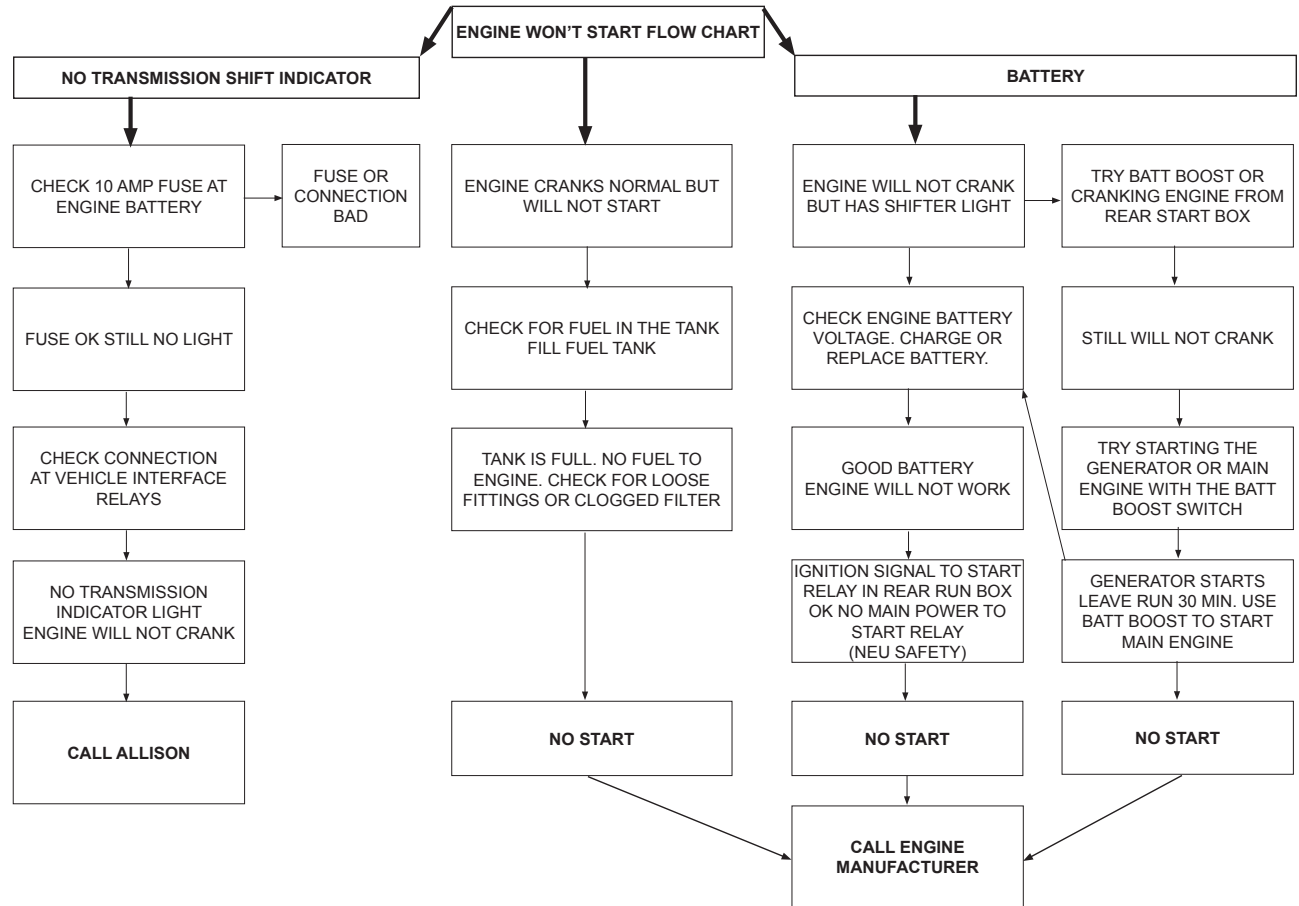 ENGINE WON'T START FLOW CHART
NO TRANSMISSION SHIFT INDICATOR
CHECK 10 AMP FUSE AT
ENGINE BATTERY
FUSE OR
CONNECTION
BAD
FUSE OK STILL NO LIGHT
CHECK CONNECTION
AT VEHICLE INTERFACE
RELAYS
NO TRANSMISSION
INDICATOR LIGHT
ENGINE WILL NOT CRANK
CALL ALLISON
ENGINE CRANKS NORMAL BUT
WILL NOT START
CHECK FOR FUEL IN THE TANK
FILL FUEL TANK
TANK IS FULL. NO FUEL TO
ENGINE. CHECK FOR LOOSE
FITTINGS OR CLOGGED FILTER
NO START
BATTERY
ENGINE WILL NOT CRANK
BUT HAS SHIFTER LIGHT
CHECK ENGINE BATTERY
VOLTAGE. CHARGE OR
REPLACE BATTERY.
GOOD BATTERY
ENGINE WILL NOT WORK
IGNITION SIGNAL TO START
RELAY IN REAR RUN BOX
OK NO MAIN POWER TO
START RELAY
(NEU SAFETY)
NO START
TRY BATT BOOST OR
CRANKING ENGINE FROM
REAR START BOX
STILL WILL NOT CRANK
TRY STARTING THE
GENERATOR OR MAIN
ENGINE WITH THE BATT
BOOST SWITCH
GENERATOR STARTS
LEAVE RUN 30 MIN. USE
BATT BOOST TO START
MAIN ENGINE
NO START
CALL ENGINE
MANUFACTURER